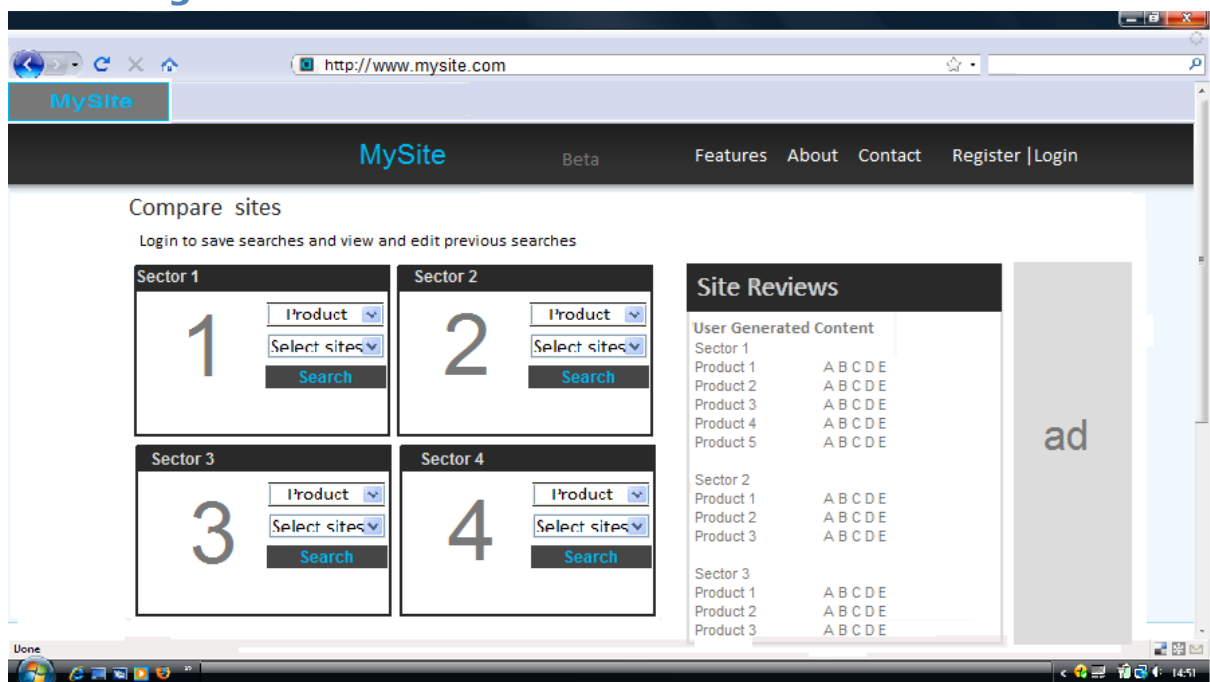 http://www.mysite.com
MySite
MySite Beta Features About Contact Register |Login
Compare sites
Login to save searches and view and edit previous searches
Sector 1
1
Product
Select sites
Search
Sector 2
2
Product
Select sites
Search
Sector 3
3
Product
Select sites
Search
Sector 4
4
Product
Select sites
Search
Site Reviews
User Generated Content
Sector 1
Product 1 A B C D E
Product 2 A B C D E
Product 3 A B C D E
Product 4 A B C D E
Product 5 A B C D E
Sector 2
Product 1 A B C D E
Product 2 A B C D E
Product 3 A B C D E
Sector 3
Product 1 A B C D E
Product 2 A B C D E
Product 3 A B C D E
ad
Done
14:51